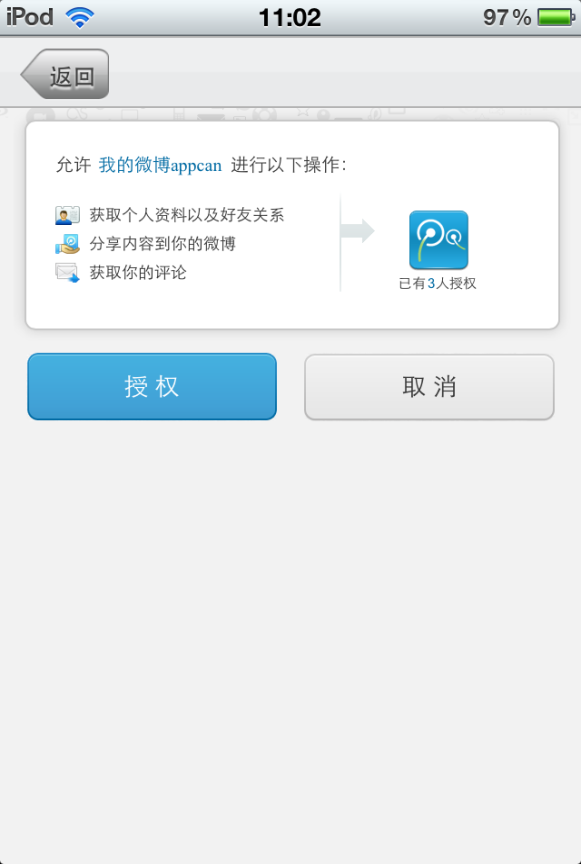 iPod 11:02 97%
返回
允许 我的微博appcan 进行以下操作:
获取个人资料以及好友关系
分享内容到你的微博
获取你的评论
已有3人授权
授 权
取 消